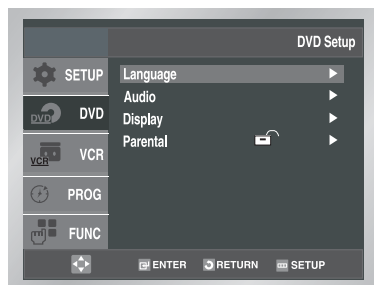 DVD Setup
SETUP
DVD
DVD
VCR
VCR
PROG
FUNC
Language
Audio
Display
Parental
ENTER RETURN SETUP